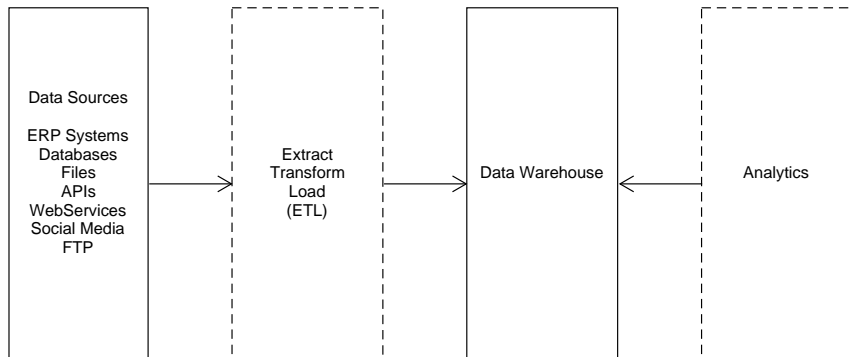 Data Sources
ERP Systems
Databases
Files
APIs
WebServices
Social Media
FTP
Extract
Transform
Load
(ETL)
Data Warehouse
Analytics